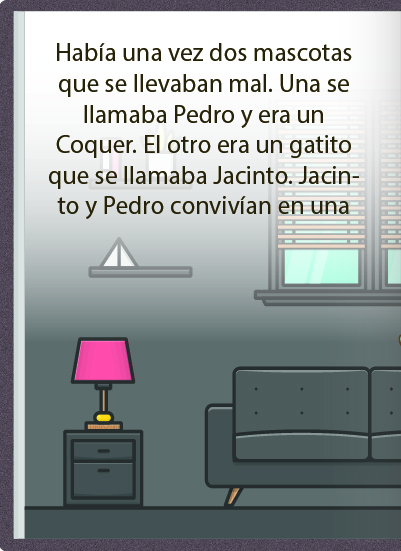 Había una vez dos mascotas
que se llevaban mal. Una se
llamaba Pedro y era un
Coquer. El otro era un gatito
que se llamaba Jacinto. Jacin-
to y Pedro convivían en una